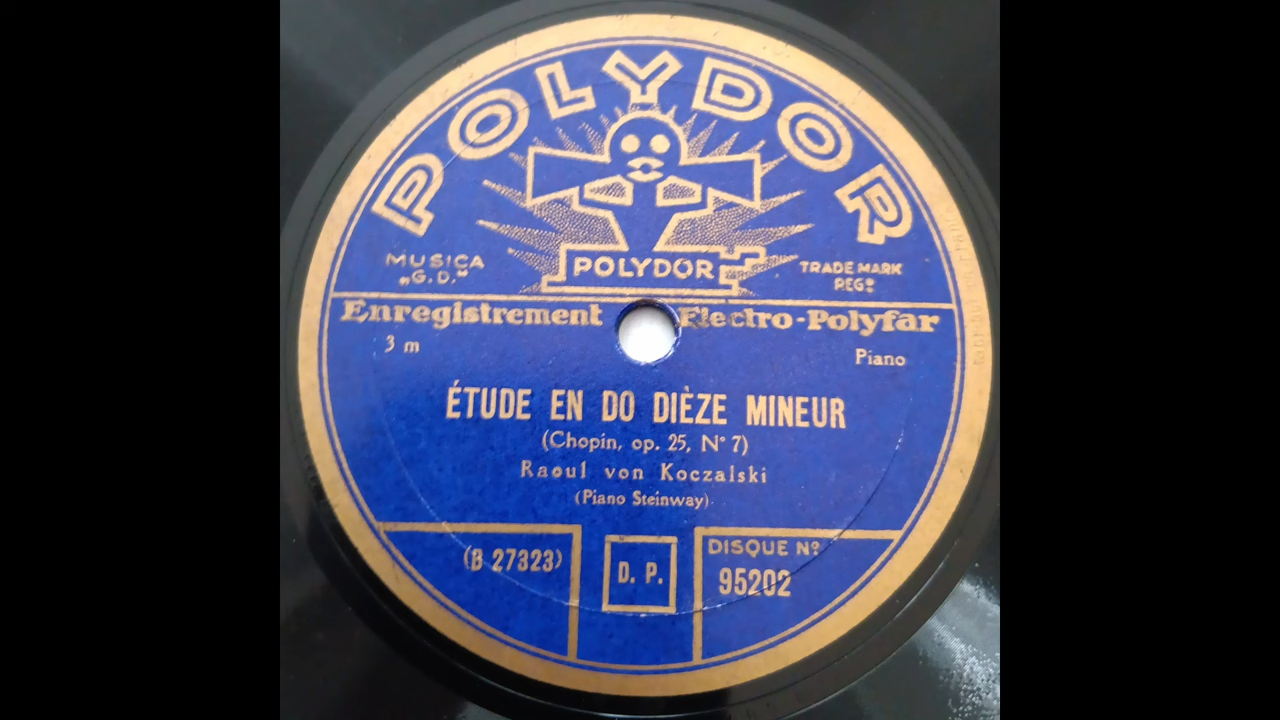 POLYDOR
POLYDOR
MUSICA
„G.D.”
TRADE MARK
REGD
Enregistrement Electro-Polyfar
3 m
Piano
ÉTUDE EN DO DIÈZE MINEUR
(Chopin, op. 25, N° 7)
Raoul von Koczalski
(Piano Steinway)
(B 27323)
D. P.
DISQUE No
95202